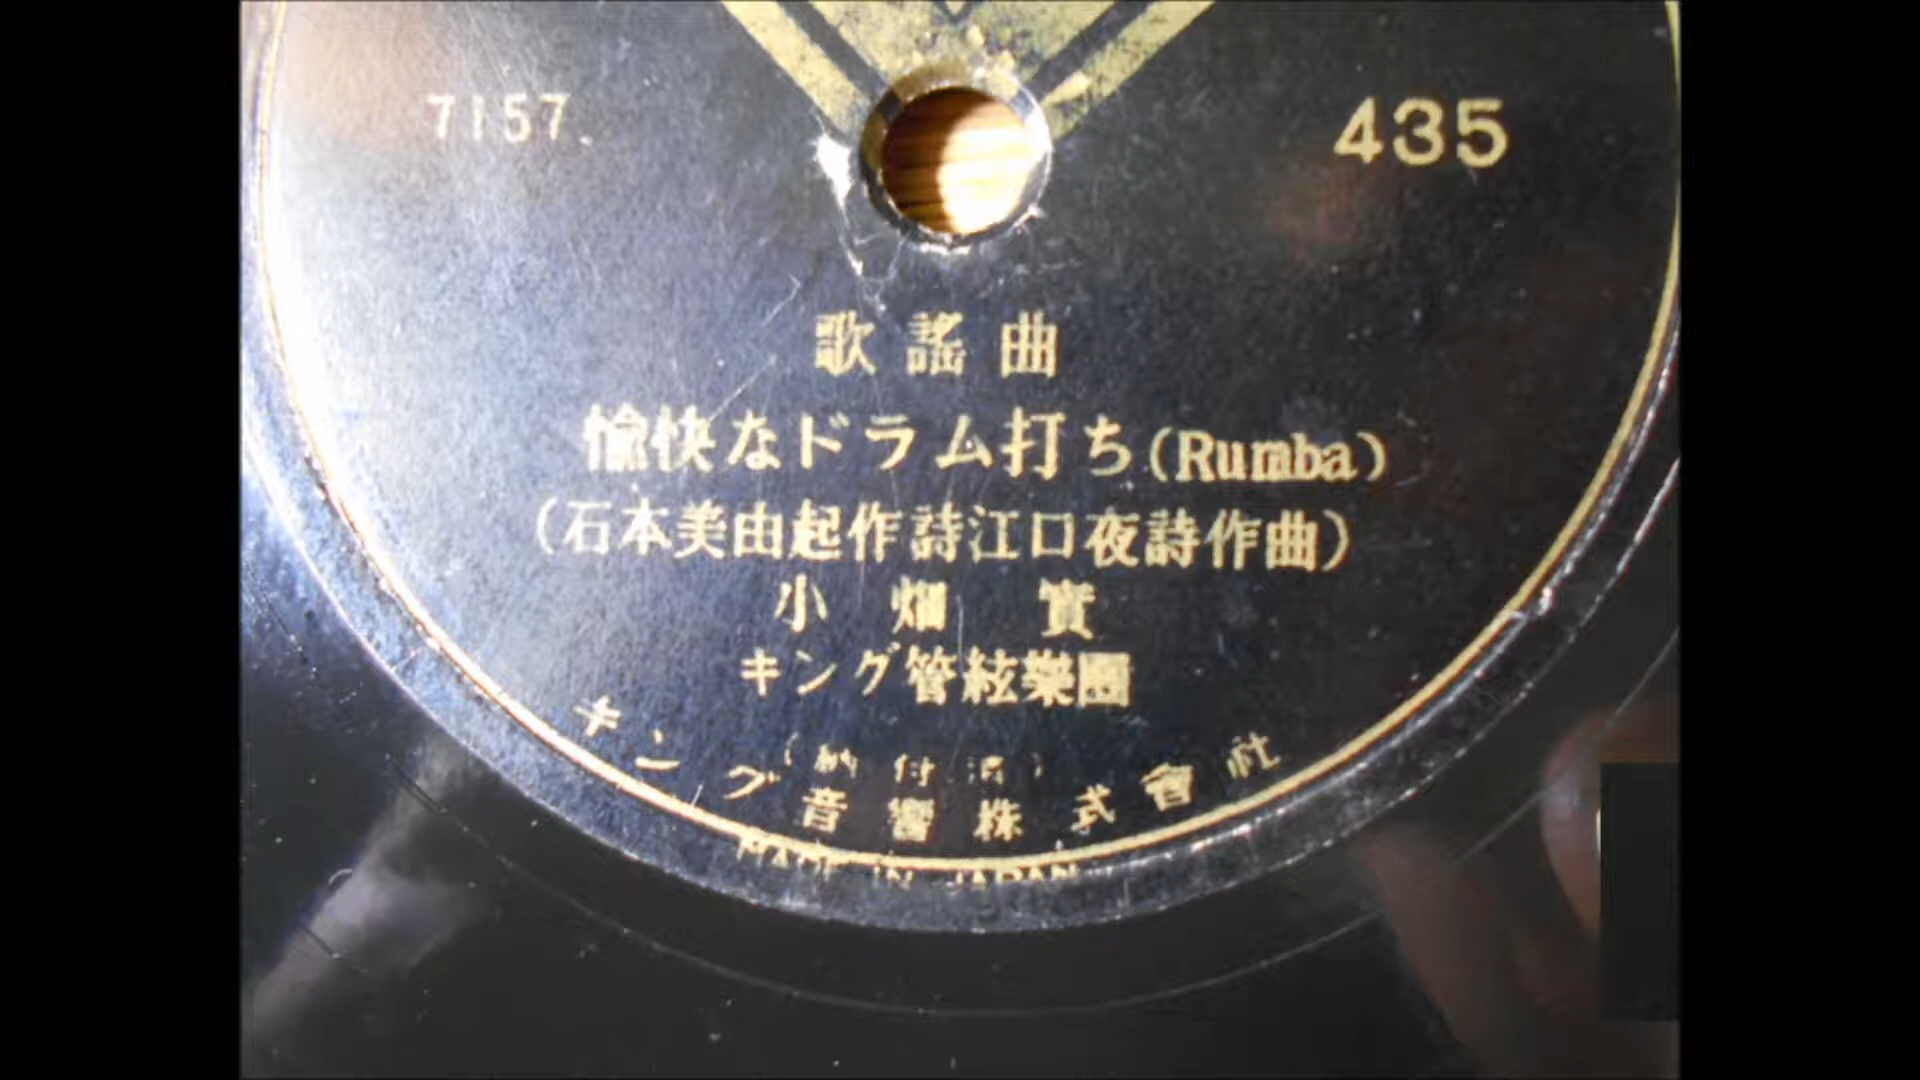 7157.
435
歌謠曲
愉快なドラム打ち(Rumba)
(石本美由起作詩江口夜詩作曲)
小畑實
キング管絃樂團
(納付濟)
キング音響株式會社
MADE IN JAPAN